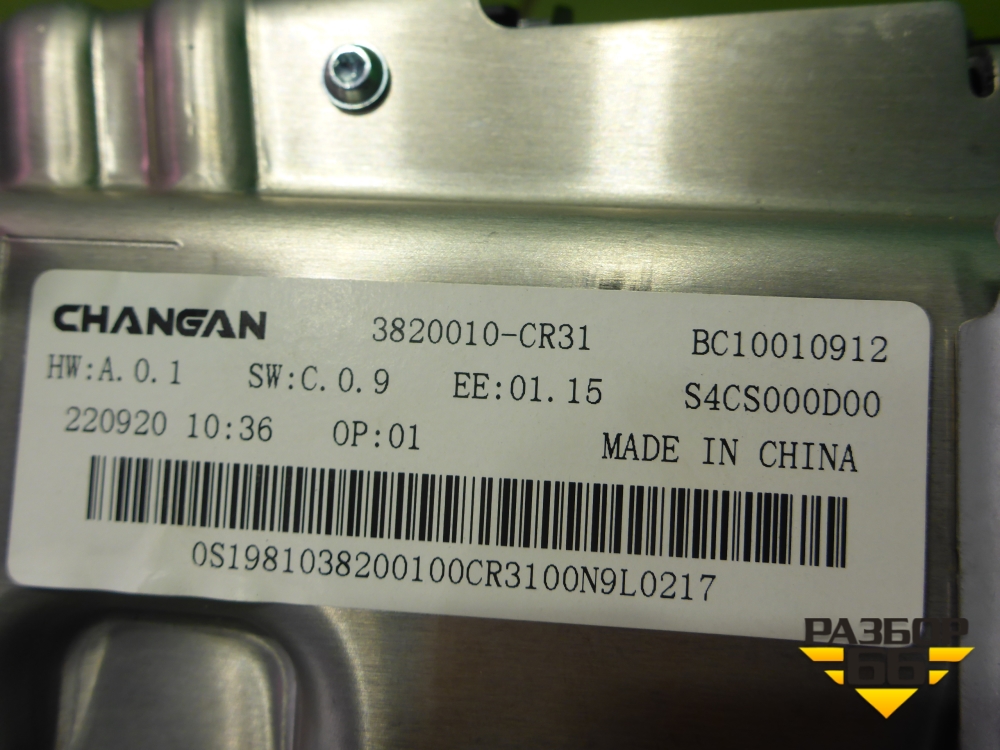 CHANGAN 3820010-CR31 BC10010912
HW:A.0.1 SW:C.0.9 EE:01.15 S4CS000D00
220920 10:36 OP:01 MADE IN CHINA
0S1981038200100CR3100N9L0217
РАЗБОР
66